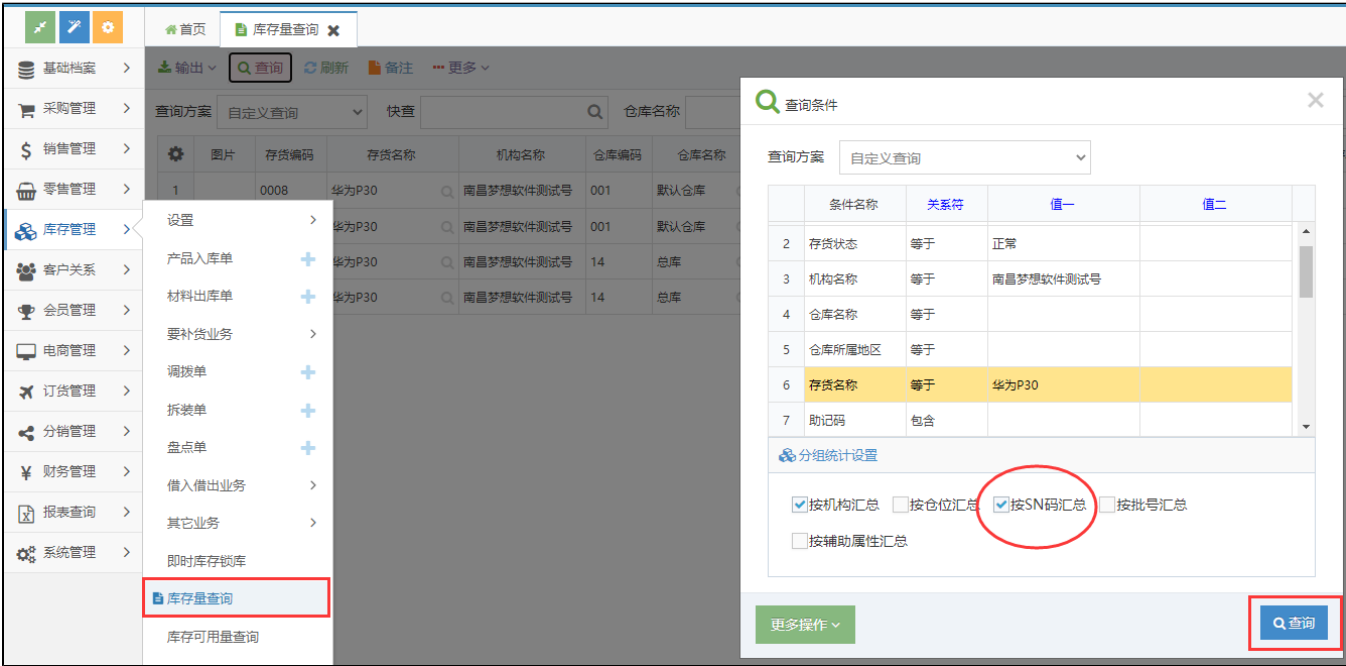 首页 库存量查询
基础档案
采购管理
销售管理
零售管理
库存管理
客户关系
会员管理
电商管理
订货管理
分销管理
财务管理
报表查询
系统管理
输出 查询 刷新 备注 更多
查询方案 自定义查询 快查 仓库名称
图片 存货编码 存货名称 机构名称 仓库编码 仓库名称
1 0008 华为P30 南昌梦想软件测试号 001 默认仓库
华为P30 南昌梦想软件测试号 001 默认仓库
华为P30 南昌梦想软件测试号 14 总库
华为P30 南昌梦想软件测试号 14 总库
设置
产品入库单
材料出库单
要补货业务
调拨单
拆装单
盘点单
借入借出业务
其它业务
即时库存锁库
库存量查询
库存可用量查询
查询条件
查询方案 自定义查询
条件名称 关系符 值一 值二
2 存货状态 等于 正常
3 机构名称 等于 南昌梦想软件测试号
4 仓库名称 等于
5 仓库所属地区 等于
6 存货名称 等于 华为P30
7 助记码 包含
分组统计设置
按机构汇总 按仓位汇总 按SN码汇总 按批号汇总
按辅助属性汇总
更多操作 查询